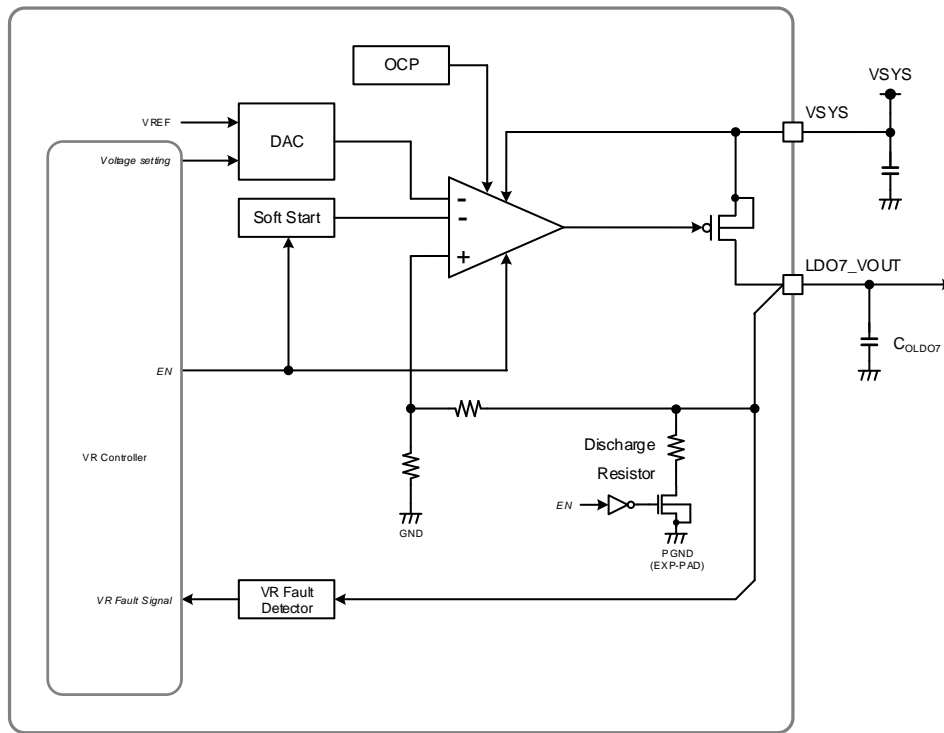 OCP
VSYS
VSYS
VREF
DAC
Voltage setting
Soft Start
-
-
+
LDO7_VOUT
COLDO7
EN
VR Controller
Discharge
Resistor
EN
GND
PGND
(EXP-PAD)
VR Fault Signal
VR Fault
Detector